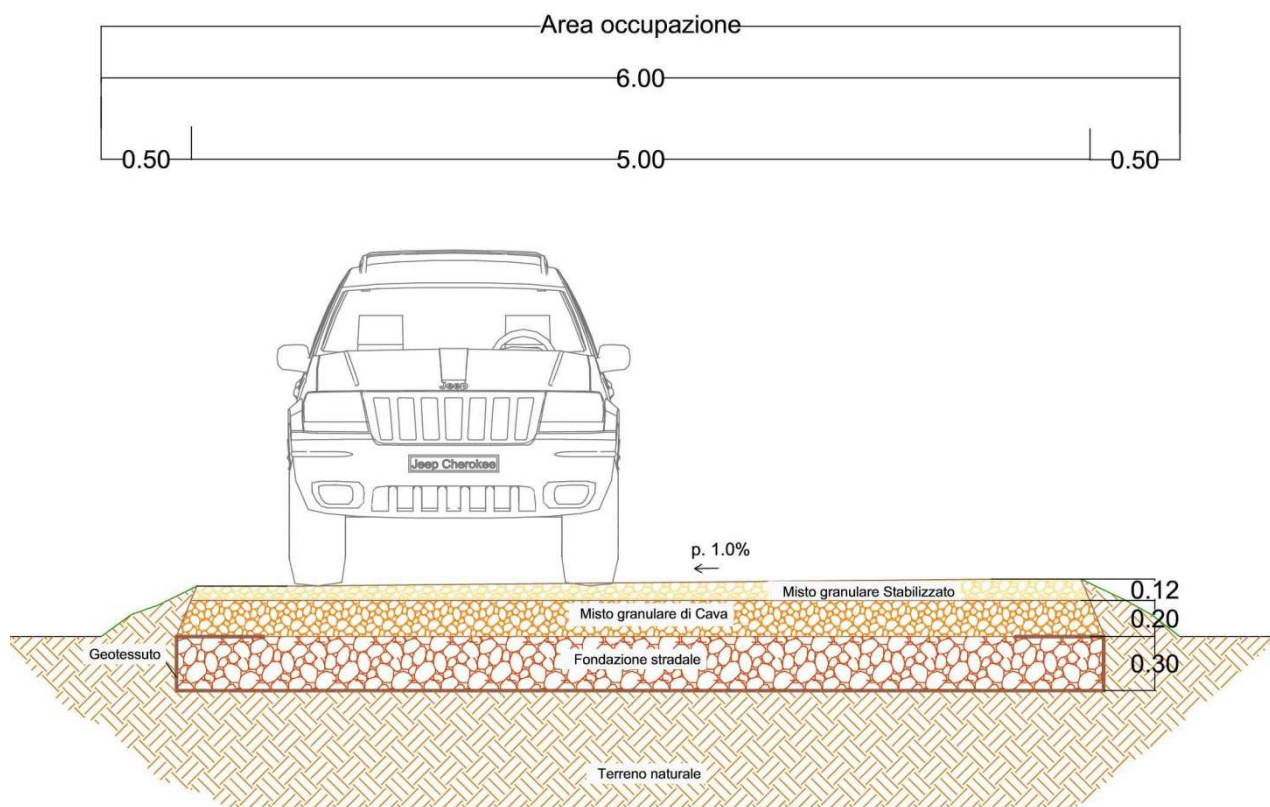 Area occupazione
6.00
0.50 5.00 0.50
Jeep
Jeep Cherokee
p. 1.0%
←
Misto granulare Stabilizzato 0.12
Misto granulare di Cava 0.20
Geotessuto Fondazione stradale 0.30
Terreno naturale